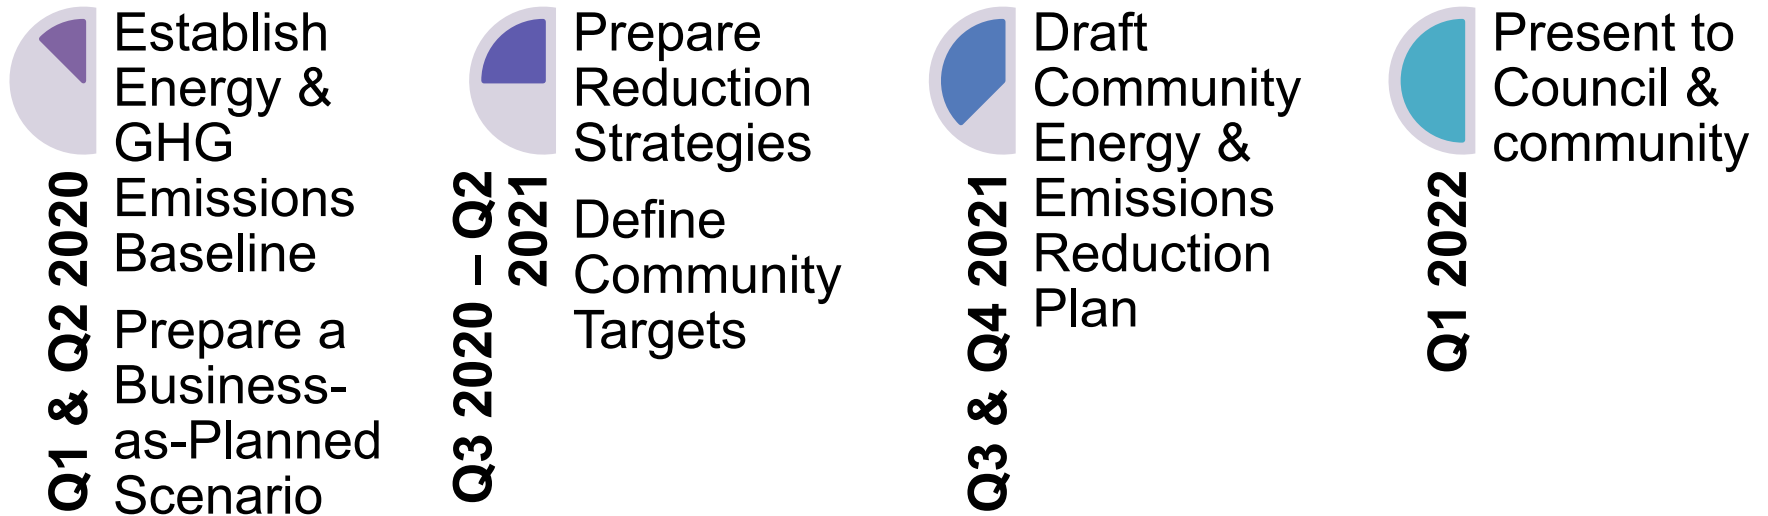 Q1 & Q2 2020
Establish
Energy &
GHG
Emissions
Baseline
Prepare a
Business-
as-Planned
Scenario
Q3 2020 – Q2
2021
Prepare
Reduction
Strategies
Define
Community
Targets
Q3 & Q4 2021
Draft
Community
Energy &
Emissions
Reduction
Plan
Q1 2022
Present to
Council &
community